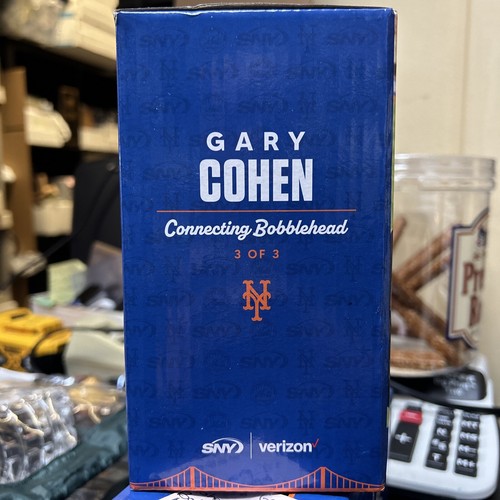 GARY
COHEN
Connecting Bobblehead
3 OF 3
NY
SNY verizon✓